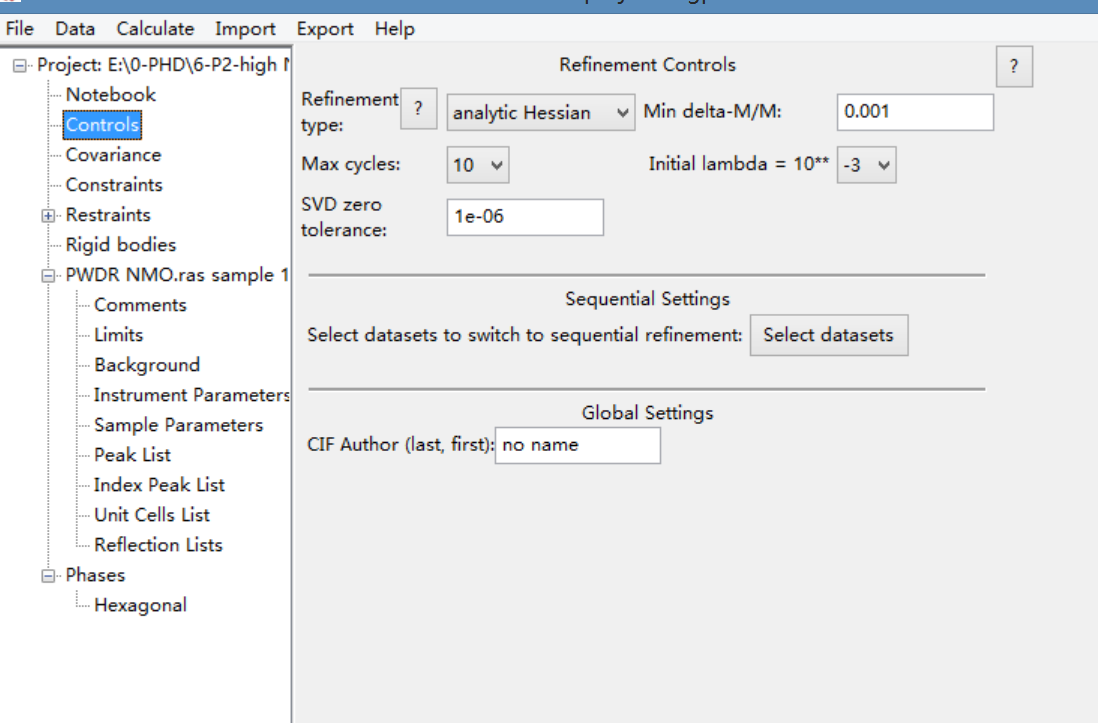 File Data Calculate Import Export Help
Project: E:\0-PHD\6-P2-high
Notebook
Controls
Covariance
Constraints
Restraints
Rigid bodies
PWDR NMO.ras sample 1
Comments
Limits
Background
Instrument Parameters
Sample Parameters
Peak List
Index Peak List
Unit Cells List
Reflection Lists
Phases
Hexagonal
Refinement Controls ?
Refinement type: ? analytic Hessian Min delta-M/M: 0.001
Max cycles: 10 Initial lambda = 10** -3
SVD zero tolerance: 1e-06
Sequential Settings
Select datasets to switch to sequential refinement: Select datasets
Global Settings
CIF Author (last, first): no name